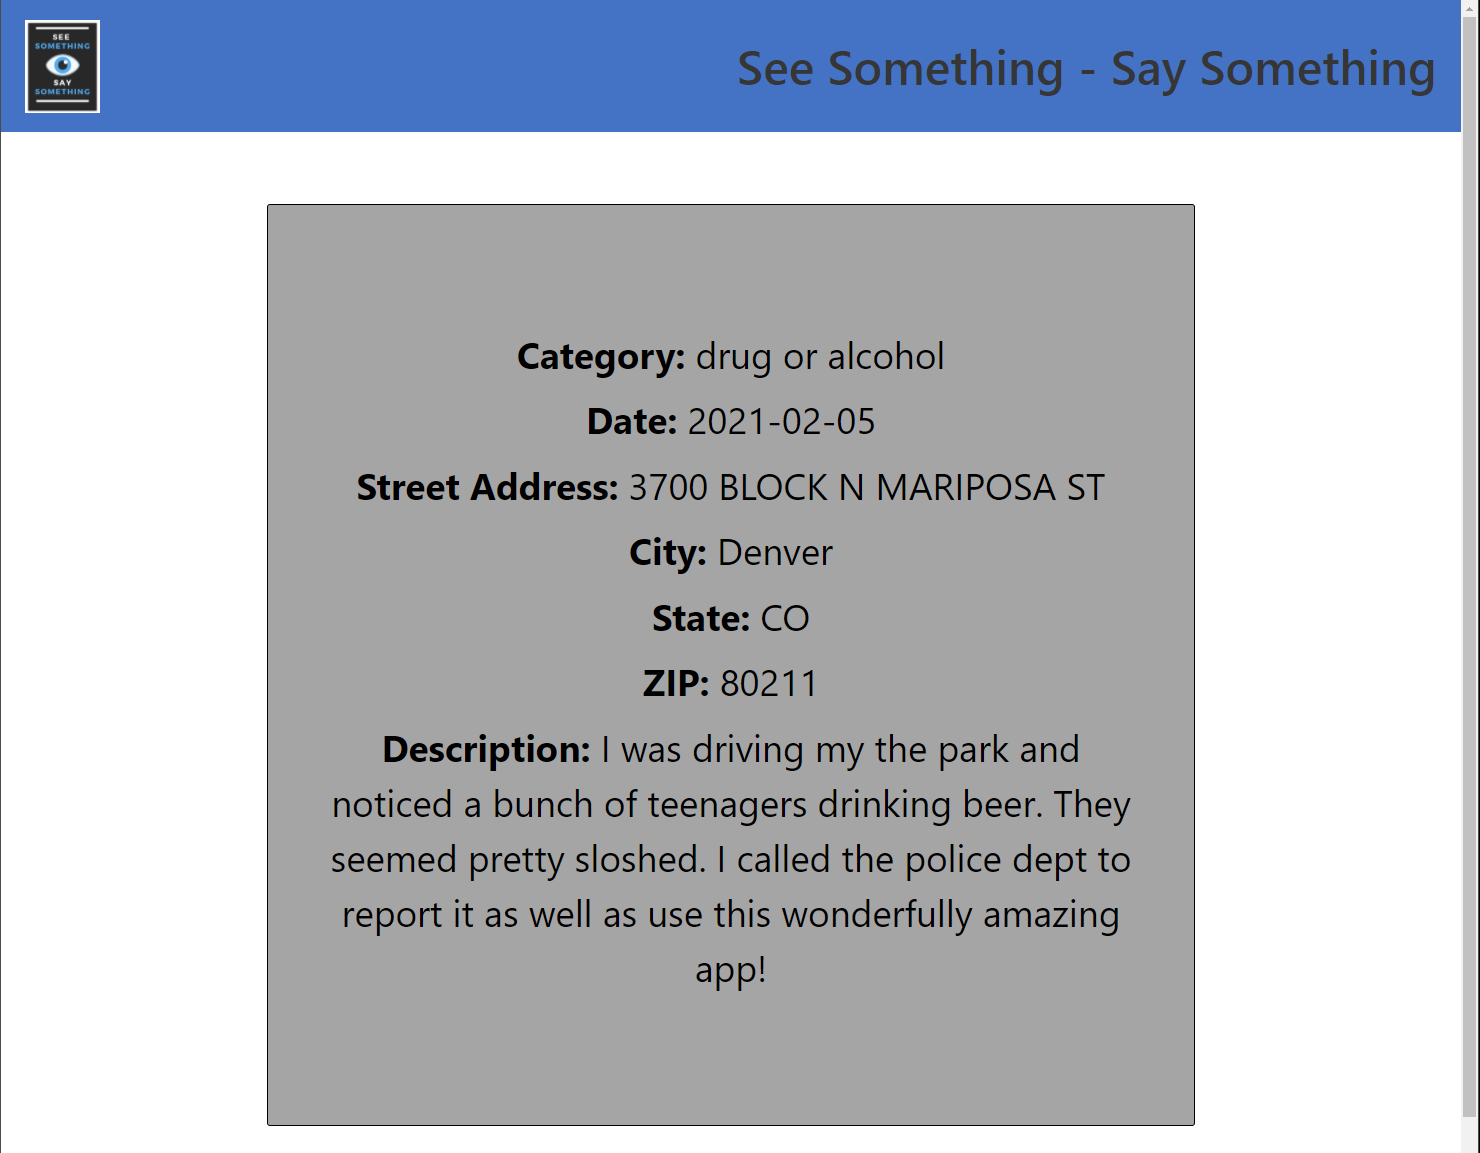 SEE
SOMETHING
SAY
SOMETHING
See Something - Say Something
Category: drug or alcohol
Date: 2021-02-05
Street Address: 3700 BLOCK N MARIPOSA ST
City: Denver
State: CO
ZIP: 80211
Description: I was driving my the park and
noticed a bunch of teenagers drinking beer. They
seemed pretty sloshed. I called the police dept to
report it as well as use this wonderfully amazing
app!